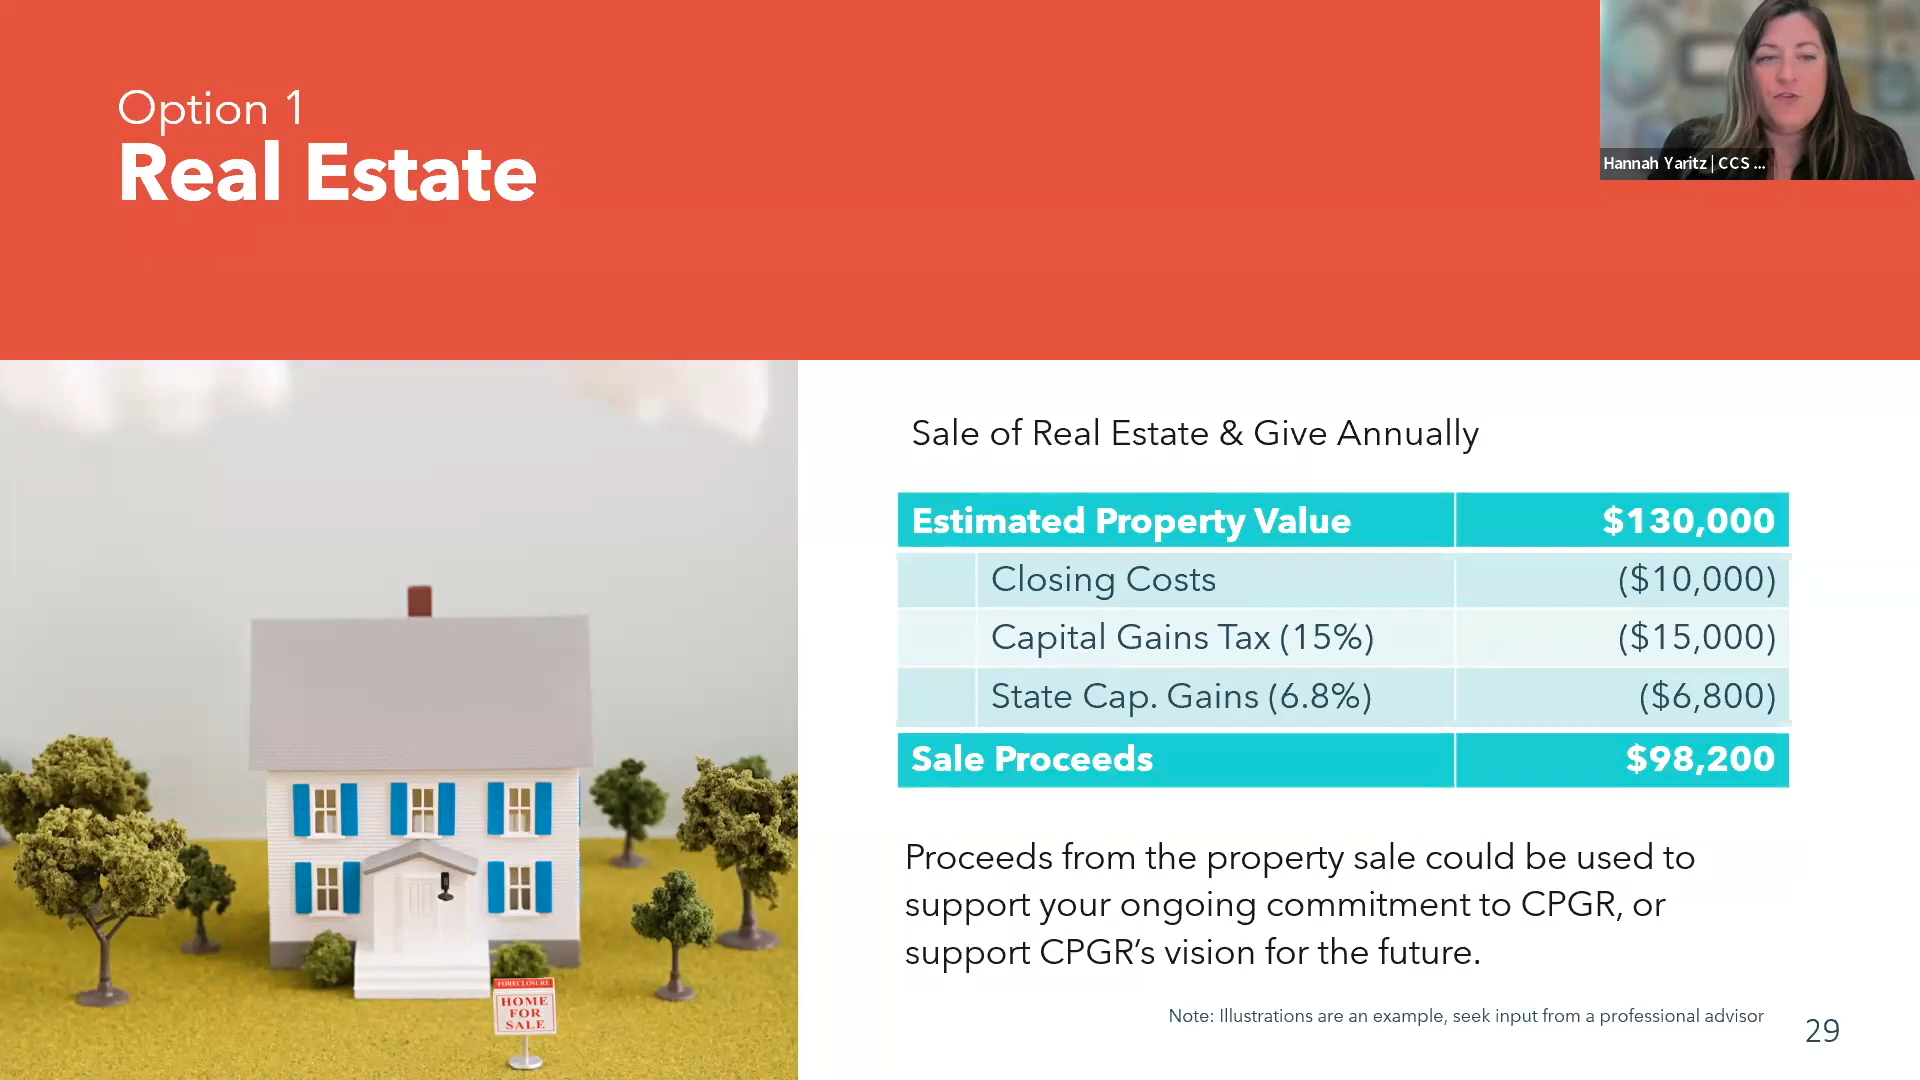 Option 1
Real Estate
Hannah Yaritz | CCS ...
Sale of Real Estate & Give Annually
Estimated Property Value $130,000
Closing Costs ($10,000)
Capital Gains Tax (15%) ($15,000)
State Cap. Gains (6.8%) ($6,800)
Sale Proceeds $98,200
Proceeds from the property sale could be used to
support your ongoing commitment to CPGR, or
support CPGR’s vision for the future.
FORECLOSURE
HOME
FOR
SALE
Note: Illustrations are an example, seek input from a professional advisor
29